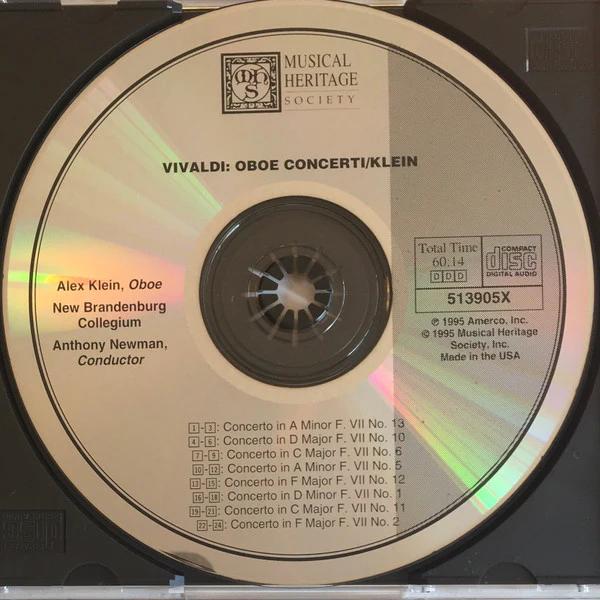 MUSICAL
HERITAGE
SOCIETY
VIVALDI: OBOE CONCERTI/KLEIN
Total Time
60:14
DDD
COMPACT
disc
DIGITAL AUDIO
513905X
℗ 1995 Amerco, Inc.
© 1995 Musical Heritage
Society, Inc.
Made in the USA
Alex Klein, Oboe
New Brandenburg
Collegium
Anthony Newman,
Conductor
1-3: Concerto in A Minor F. VII No. 13
4-6: Concerto in D Major F. VII No. 10
7-9: Concerto in C Major F. VII No. 6
10-12: Concerto in A Minor F. VII No. 5
13-15: Concerto in F Major F. VII No. 12
16-18: Concerto in D Minor F. VII No. 1
19-21: Concerto in C Major F. VII No. 11
22-24: Concerto in F Major F. VII No. 2